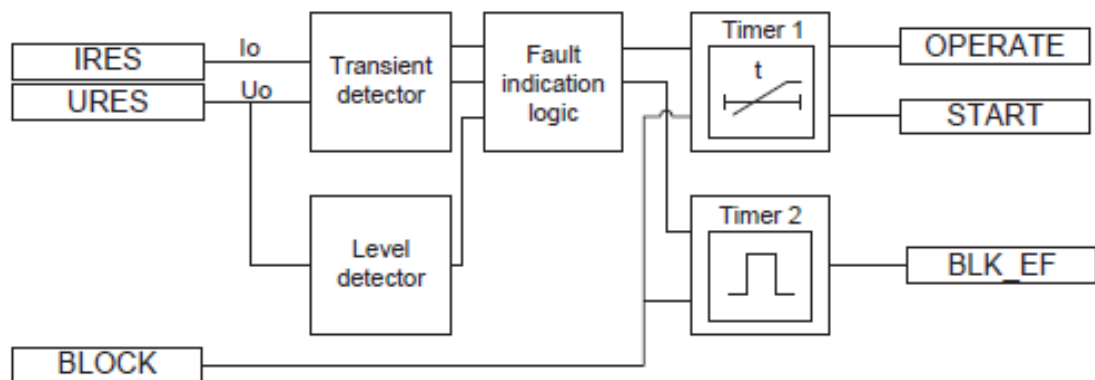 IRES
Io
URES
Uo
Transient
detector
Fault
indication
logic
Timer 1
t
OPERATE
START
Level
detector
Timer 2
BLK_EF
BLOCK